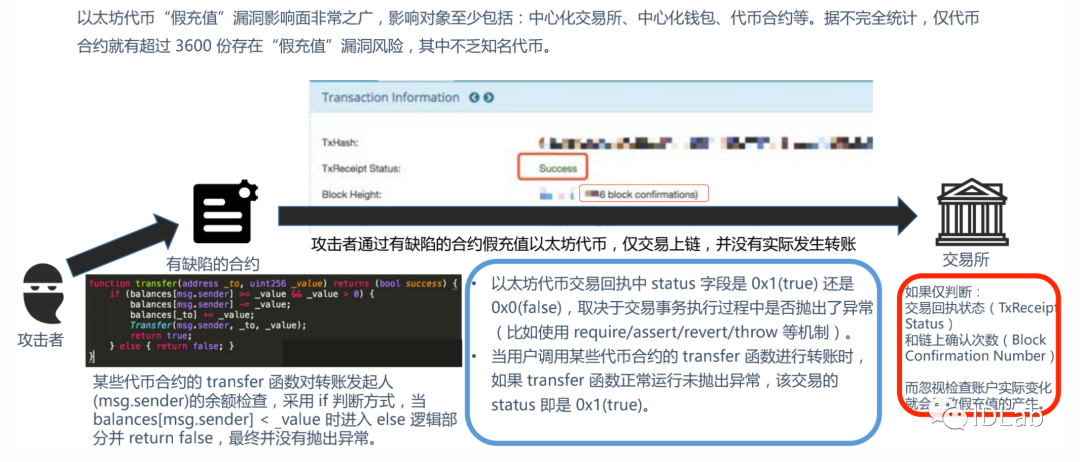 以太坊代币“假充值”漏洞影响面非常之广，影响对象至少包括：中心化交易所、中心化钱包、代币合约等。据不完全统计，仅代币
合约就有超过 3600 份存在“假充值”漏洞风险，其中不乏知名代币。
Transaction Information
TxHash:
TxReceipt Status:
Success
Block Height:
6 block confirmations)
攻击者通过有缺陷的合约假充值以太坊代币，仅交易上链，并没有实际发生转账
有缺陷的合约
交易所
攻击者
function transfer(address _to, uint256 _value) returns (bool success) {
if (balances[msg.sender] >= _value && _value > 0) {
balances[msg.sender] -= _value;
balances[_to] += _value;
Transfer(msg.sender, _to, _value);
return true;
} else { return false; }
}
某些代币合约的 transfer 函数对转账发起人
(msg.sender)的余额检查，采用 if 判断方式，当
balances[msg.sender] < _value 时进入 else 逻辑部
分并 return false，最终并没有抛出异常。
• 以太坊代币交易回执中 status 字段是 0x1(true) 还是
0x0(false)，取决于交易事务执行过程中是否抛出了异常
（比如使用 require/assert/revert/throw 等机制）。
• 当用户调用某些代币合约的 transfer 函数进行转账时，
如果 transfer 函数正常运行未抛出异常，该交易的
status 即是 0x1(true)。
如果仅判断：
交易回执状态（TxReceipt
Status）
和链上确认次数（Block
Confirmation Number）
而忽视检查账户实际变化
就会 假充值的产生。
IDLab